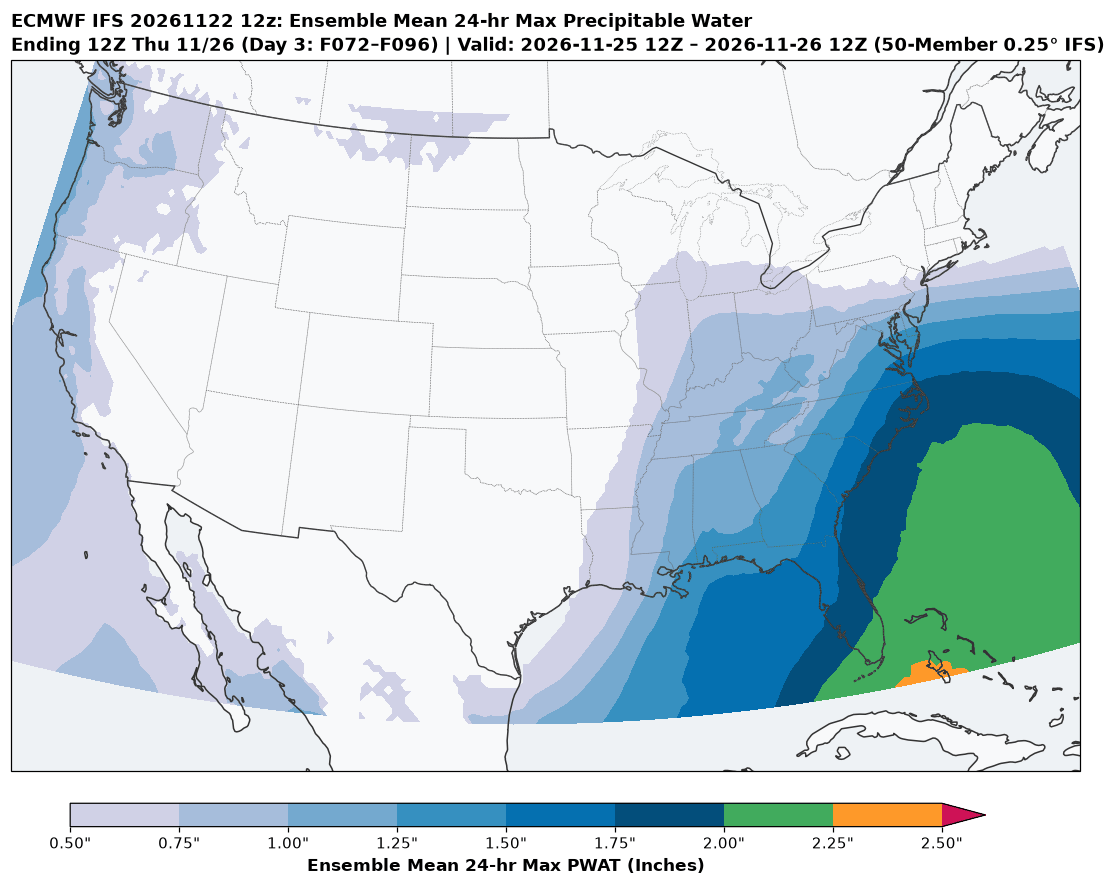 ECMWF IFS 20261122 12z: Ensemble Mean 24-hr Max Precipitable Water
Ending 12Z Thu 11/26 (Day 3: F072–F096) | Valid: 2026-11-25 12Z – 2026-11-26 12Z (50-Member 0.25° IFS)
0.50" 0.75" 1.00" 1.25" 1.50" 1.75" 2.00" 2.25" 2.50"
Ensemble Mean 24-hr Max PWAT (Inches)